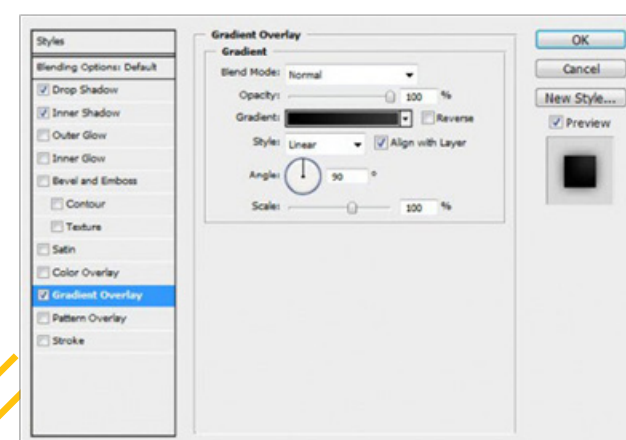 Styles
Blending Options: Default
Drop Shadow
Inner Shadow
Outer Glow
Inner Glow
Bevel and Emboss
Contour
Texture
Satin
Color Overlay
Gradient Overlay
Pattern Overlay
Stroke
Gradient Overlay
Gradient
Blend Mode: Normal
Opacity: 100 %
Gradient: Reverse
Style: Linear Align with Layer
Angle: 90 °
Scale: 100 %
OK
Cancel
New Style...
Preview